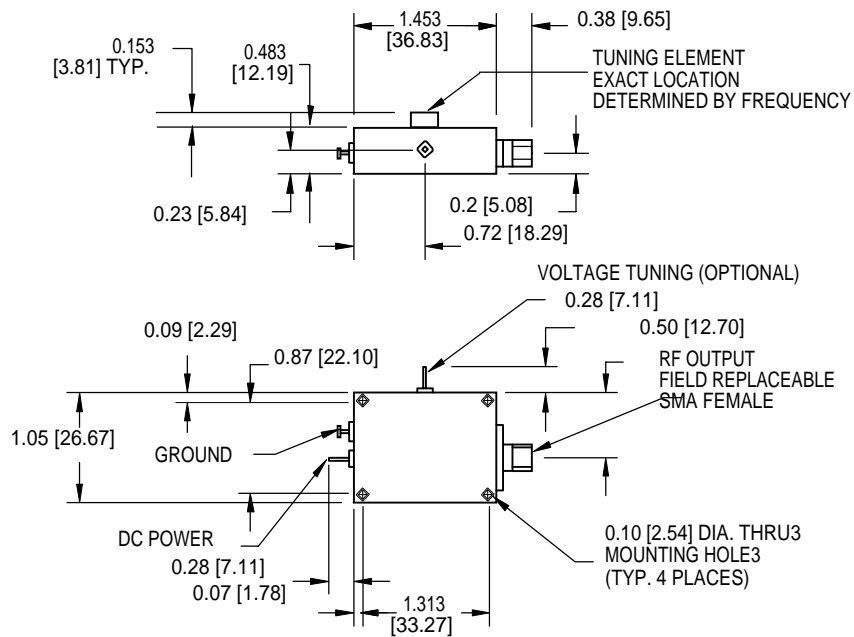 1.453
[36.83]
0.38 [9.65]
0.153
[3.81] TYP.
0.483
[12.19]
TUNING ELEMENT
EXACT LOCATION
DETERMINED BY FREQUENCY
0.23 [5.84]
0.2 [5.08]
0.72 [18.29]
VOLTAGE TUNING (OPTIONAL)
0.28 [7.11]
0.50 [12.70]
0.09 [2.29]
0.87 [22.10]
RF OUTPUT
FIELD REPLACEABLE
SMA FEMALE
1.05 [26.67]
GROUND
DC POWER
0.28 [7.11]
0.07 [1.78]
1.313
[33.27]
0.10 [2.54] DIA. THRU3
MOUNTING HOLE3
(TYP. 4 PLACES)